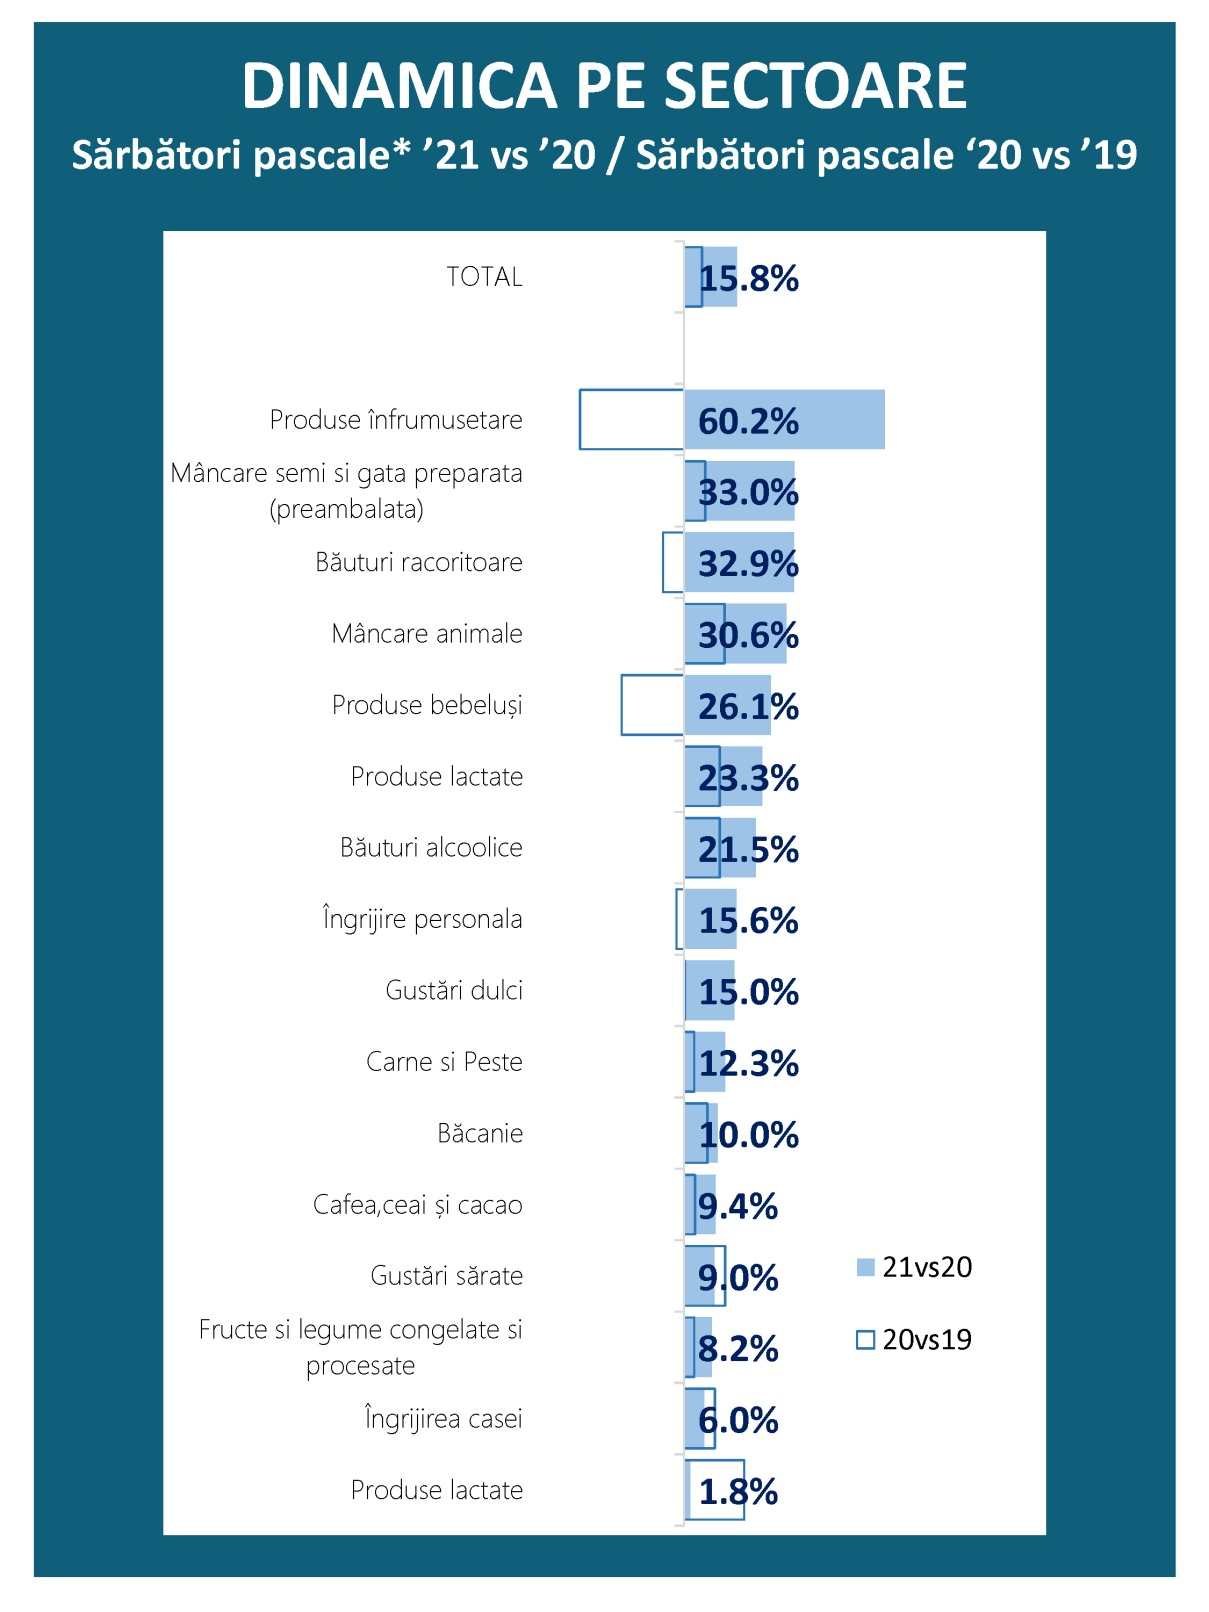 DINAMICA PE SECTOARE
Sărbători pascale* ’21 vs ’20 / Sărbători pascale ‘20 vs ’19
TOTAL 15.8%
Produse înfrumusetare 60.2%
Mâncare semi si gata preparata
(preambalata) 33.0%
Băuturi racoritoare 32.9%
Mâncare animale 30.6%
Produse bebeluși 26.1%
Produse lactate 23.3%
Băuturi alcoolice 21.5%
Îngrijire personala 15.6%
Gustări dulci 15.0%
Carne si Peste 12.3%
Băcanie 10.0%
Cafea,ceai și cacao 9.4%
Gustări sărate 9.0%
Fructe si legume congelate si
procesate 8.2%
Îngrijirea casei 6.0%
Produse lactate 1.8%
21vs20
20vs19